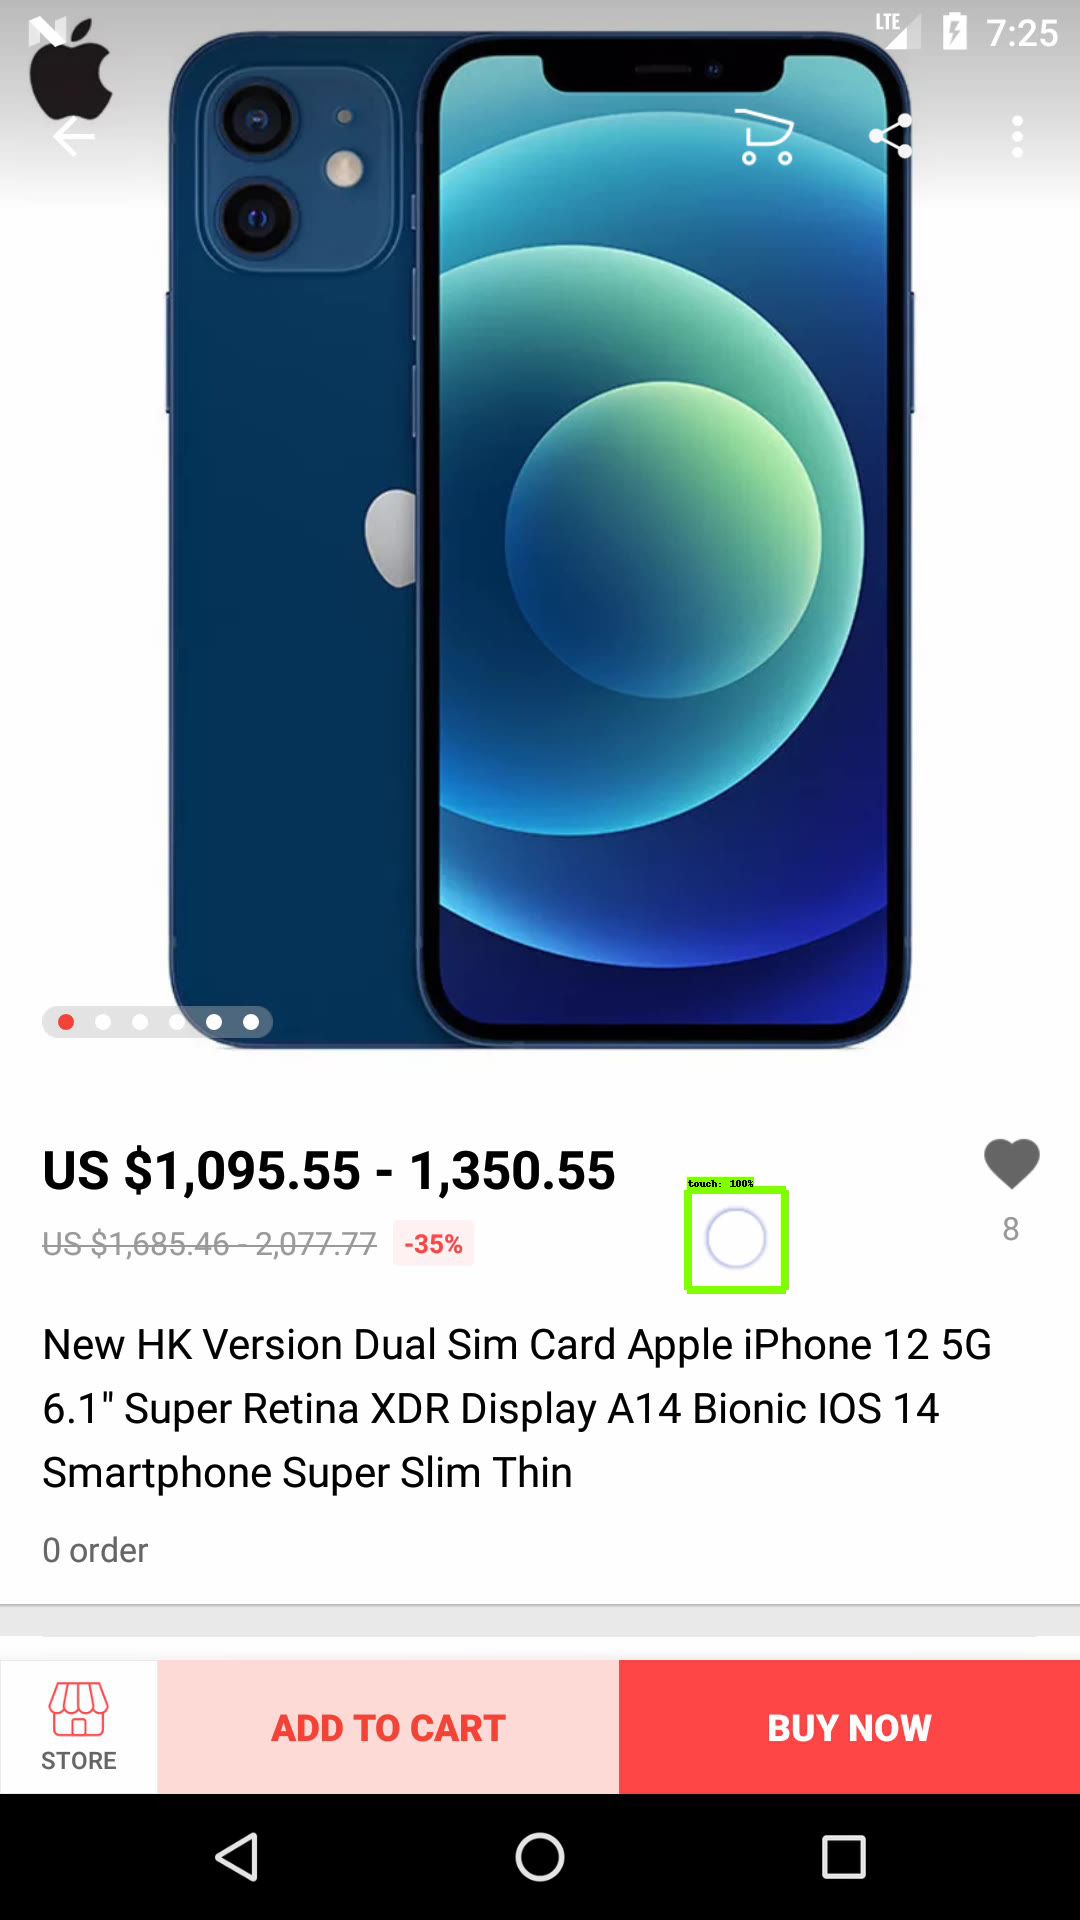 LTE 7:25
US $1,095.55 - 1,350.55
touch: 100%
8
US $1,685.46 - 2,077.77 -35%
New HK Version Dual Sim Card Apple iPhone 12 5G
6.1" Super Retina XDR Display A14 Bionic IOS 14
Smartphone Super Slim Thin
0 order
STORE
ADD TO CART
BUY NOW